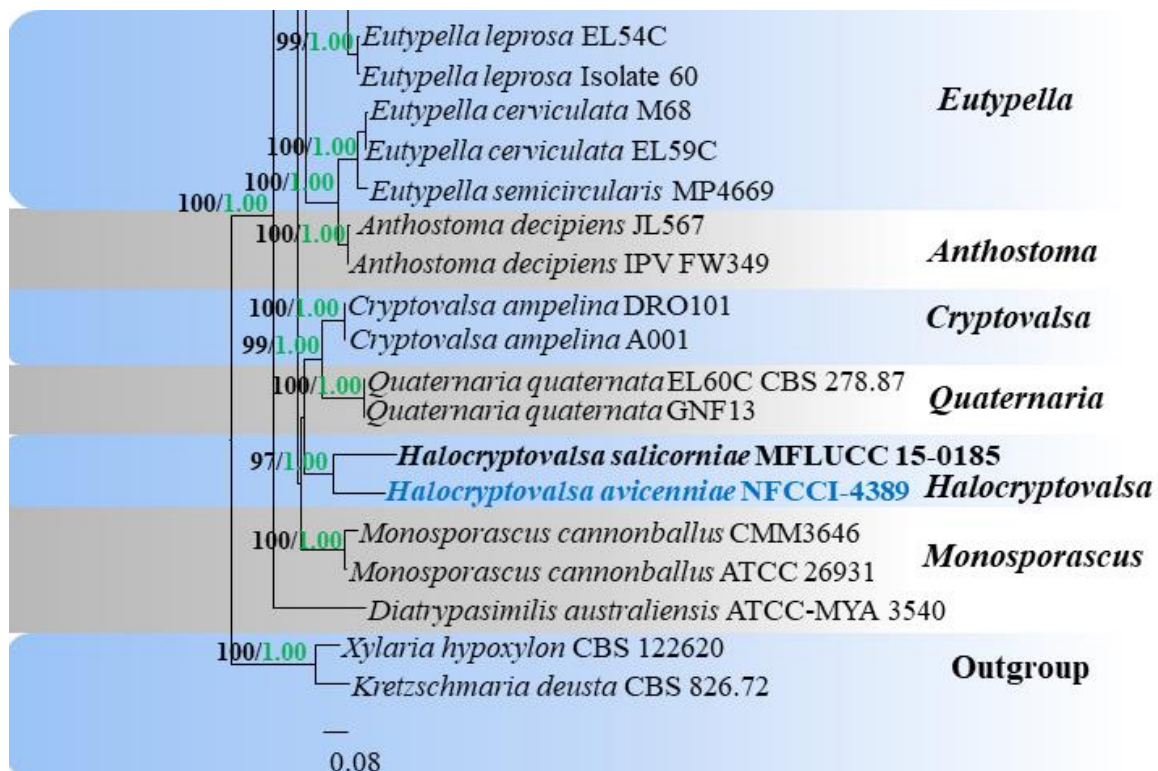 99/1.00 Eutypella leprosa EL54C
Eutypella leprosa Isolate 60
Eutypella
Eutypella cerviculata M68
100/1.00 Eutypella cerviculata EL59C
100/1.00 Eutypella semicircularis MP4669
100/1.00
100/1.00 Anthostoma decipiens JL567
Anthostoma decipiens IPV FW349
Anthostoma
100/1.00 Cryptovalsa ampelina DRO101
Cryptovalsa
99/1.00 Cryptovalsa ampelina A001
100/1.00 Quaternaria quaternata EL60C CBS 278.87
Quaternaria
Quaternaria quaternata GNF13
97/1.00 Halocryptovalsa salicorniae MFLUCC 15-0185
Halocryptovalsa avicenniae NFCCI-4389 Halocryptovalsa
100/1.00 Monosporascus cannonballus CMM3646
Monosporascus
Monosporascus cannonballus ATCC 26931
Diatrypasimilis australiensis ATCC-MYA 3540
100/1.00 Xylaria hypoxylon CBS 122620
Outgroup
Kretzschmaria deusta CBS 826.72
0.08